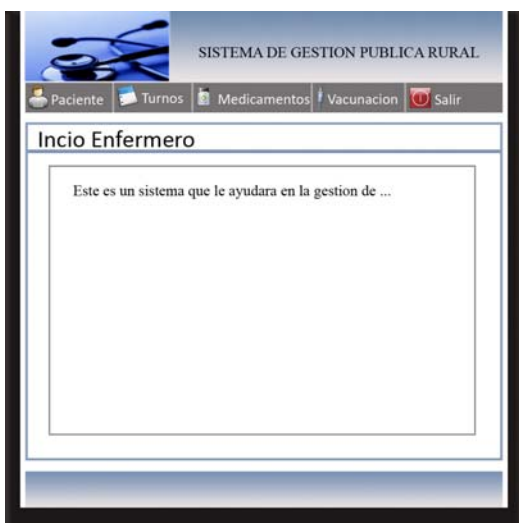 SISTEMA DE GESTION PUBLICA RURAL
Paciente Turnos Medicamentos Vacunacion Salir
Incio Enfermero
Este es un sistema que le ayudara en la gestion de ...